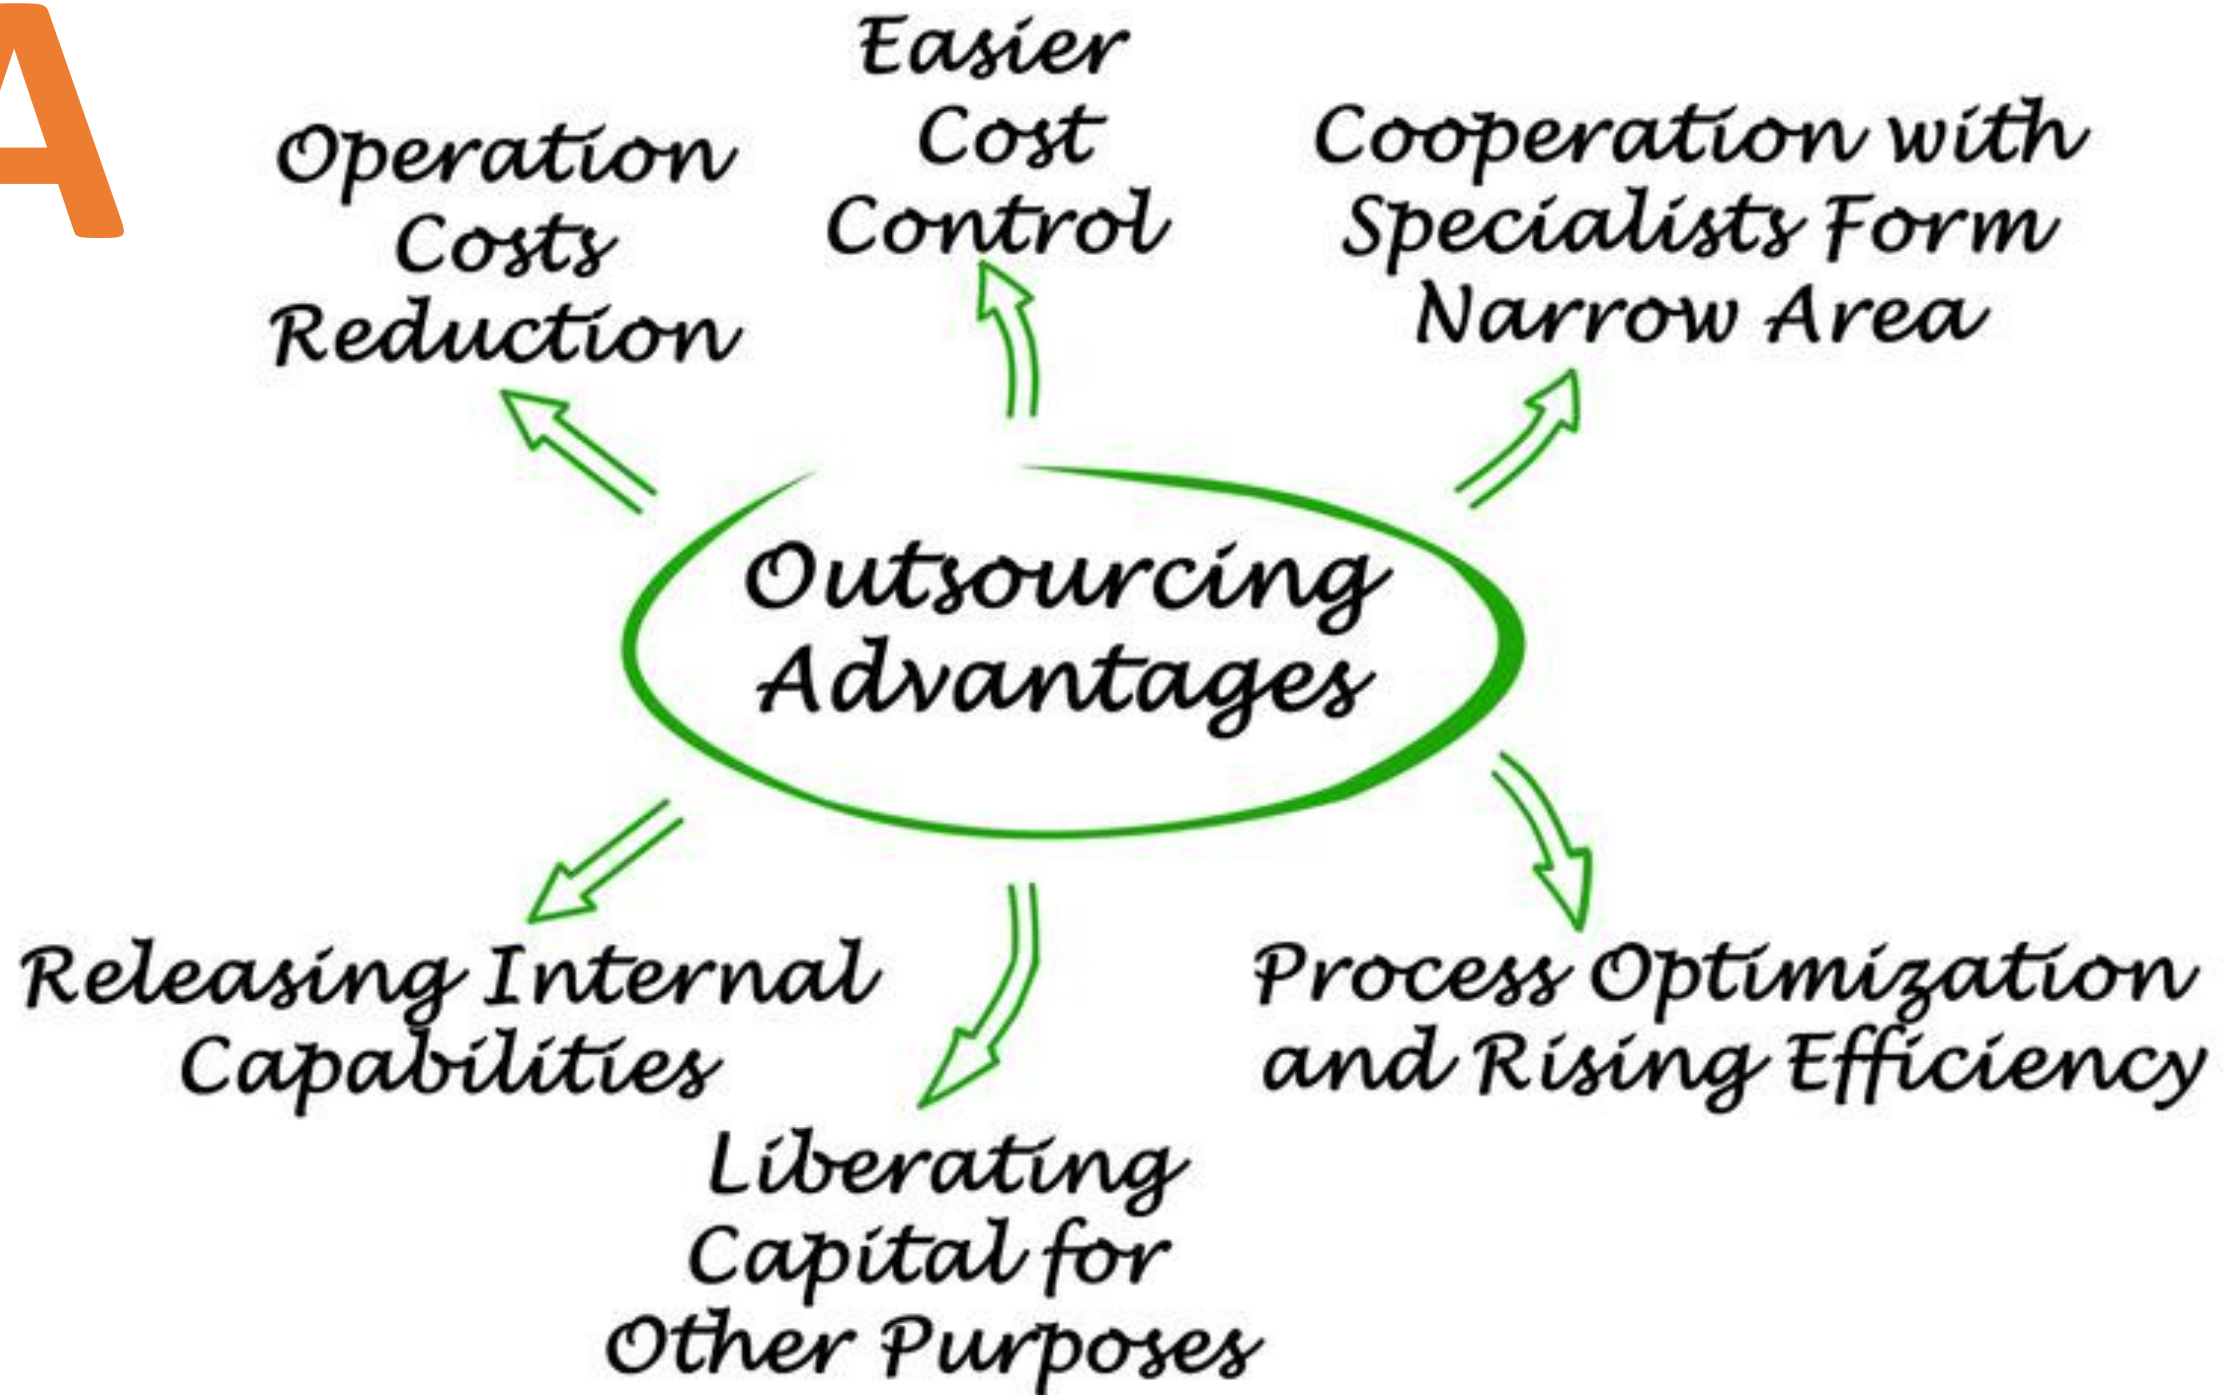 A
Easier
Cost
Control
Operation
Costs
Reduction
Cooperation with
Specialists Form
Narrow Area
Outsourcing
Advantages
Releasing Internal
Capabilities
Process Optimization
and Rising Efficiency
Liberating
Capital for
Other Purposes